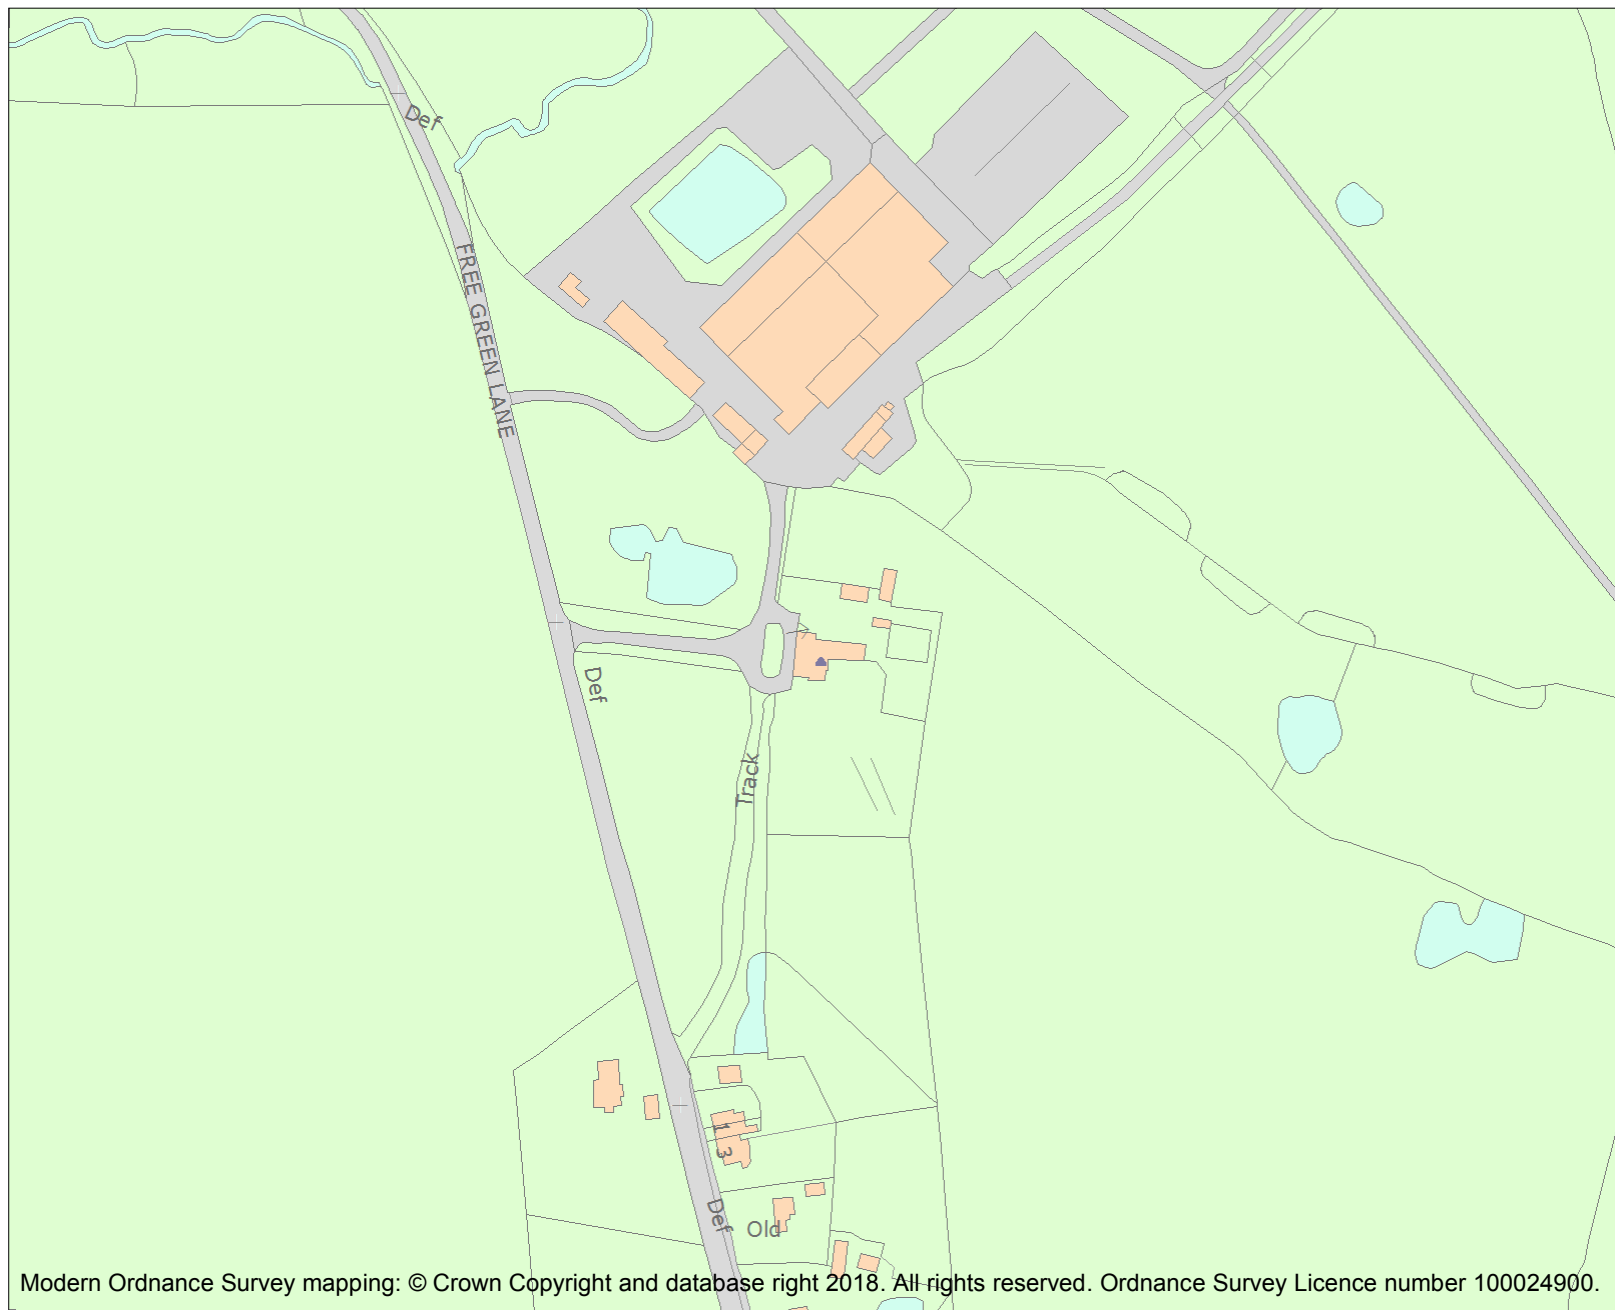 Def
FREE GREEN LANE
Def
Track
1
3
Def
Old
Modern Ordnance Survey mapping: © Crown Copyright and database right 2018. All rights reserved. Ordnance Survey Licence number 100024900.